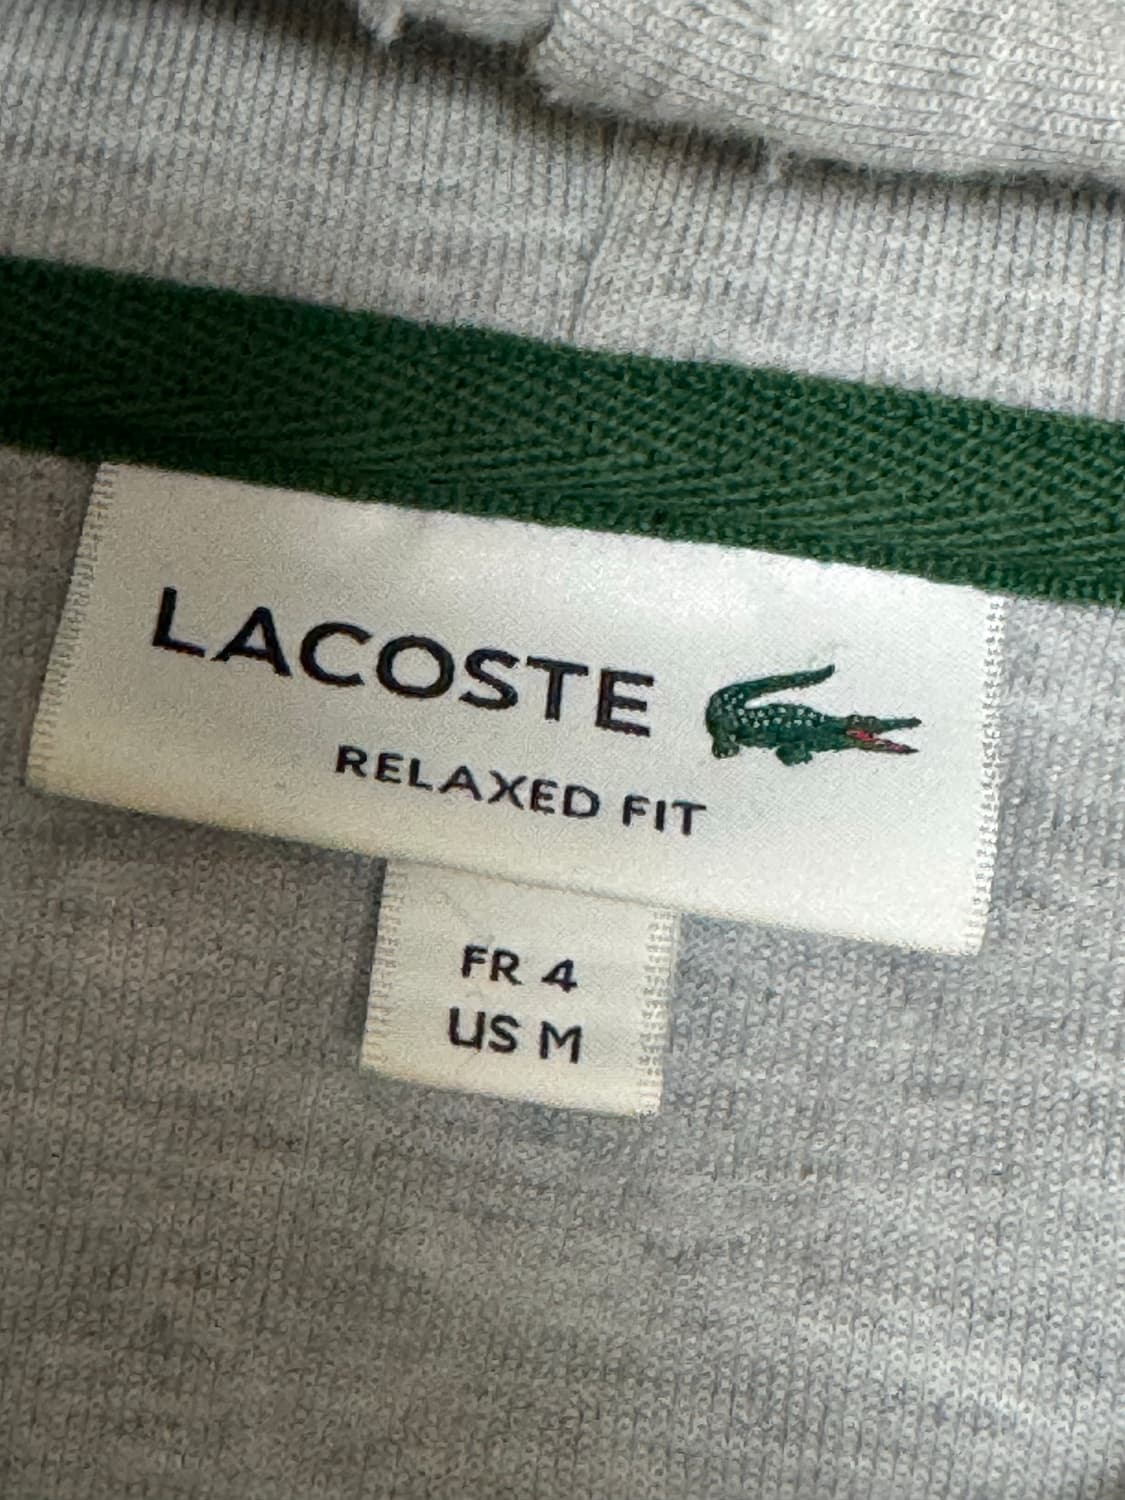 LACOSTE
RELAXED FIT
FR 4
US M